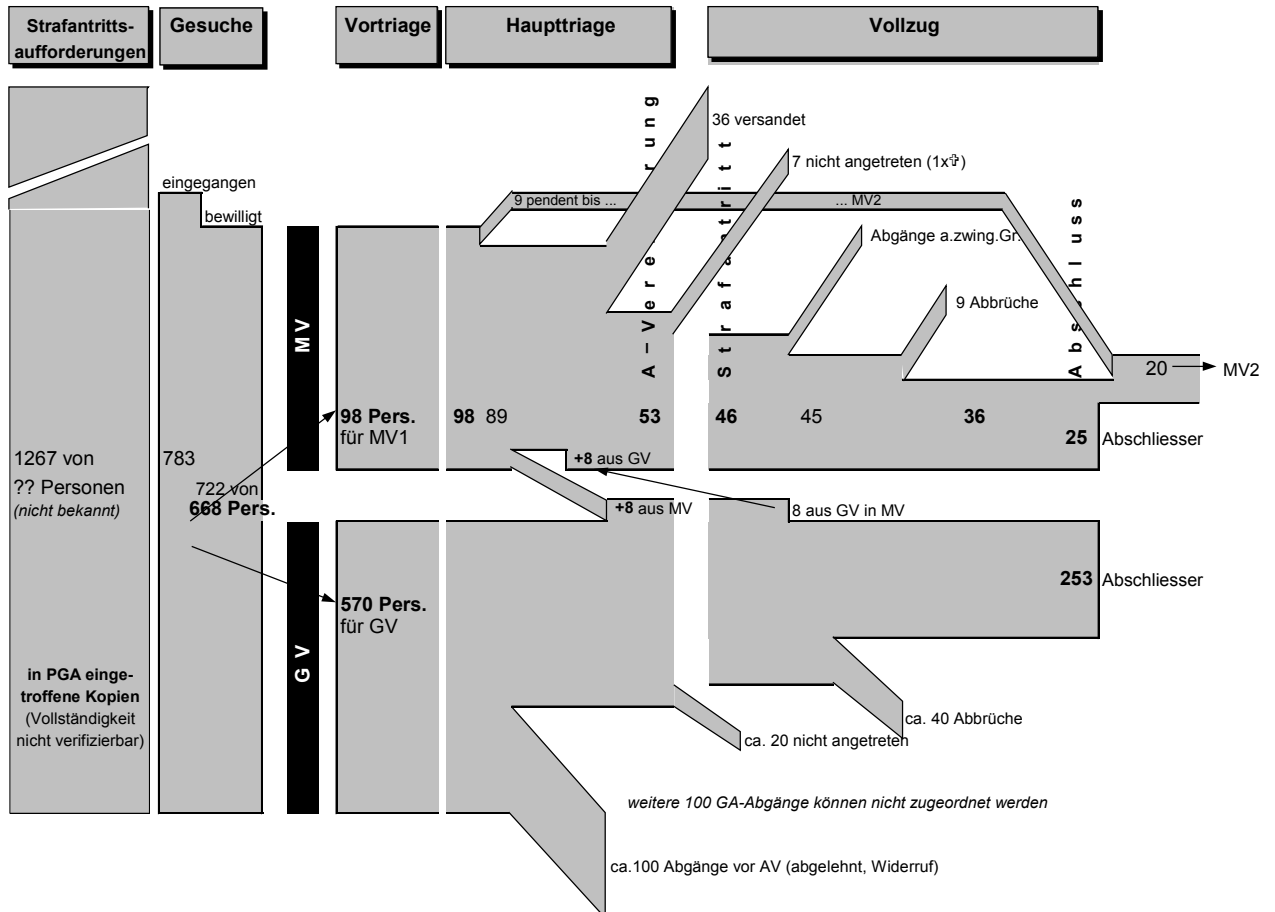 Strafantritts-
aufforderungen
Gesuche
Vortriage
Haupttriage
Vollzug
eingegangen
bewilligt
36 versandet
7 nicht angetreten (1x✞)
9 pendent bis ...
... MV2
Abgänge a.zwing.Gr.
9 Abbrüche
Strafantritt
Abschluss
MV
98 Pers.
für MV1
98 89
53
46
45
36
20
MV2
25 Abschliesser
1267 von
?? Personen
(nicht bekannt)
783
722 von
668 Pers.
+8 aus GV
+8 aus MV
8 aus GV in MV
253 Abschliesser
GV
570 Pers.
für GV
in PGA einge-
troffene Kopien
(Vollständigkeit
nicht verifizierbar)
ca. 40 Abbrüche
ca. 20 nicht angetreten
weitere 100 GA-Abgänge können nicht zugeordnet werden
ca.100 Abgänge vor AV (abgelehnt, Widerruf)